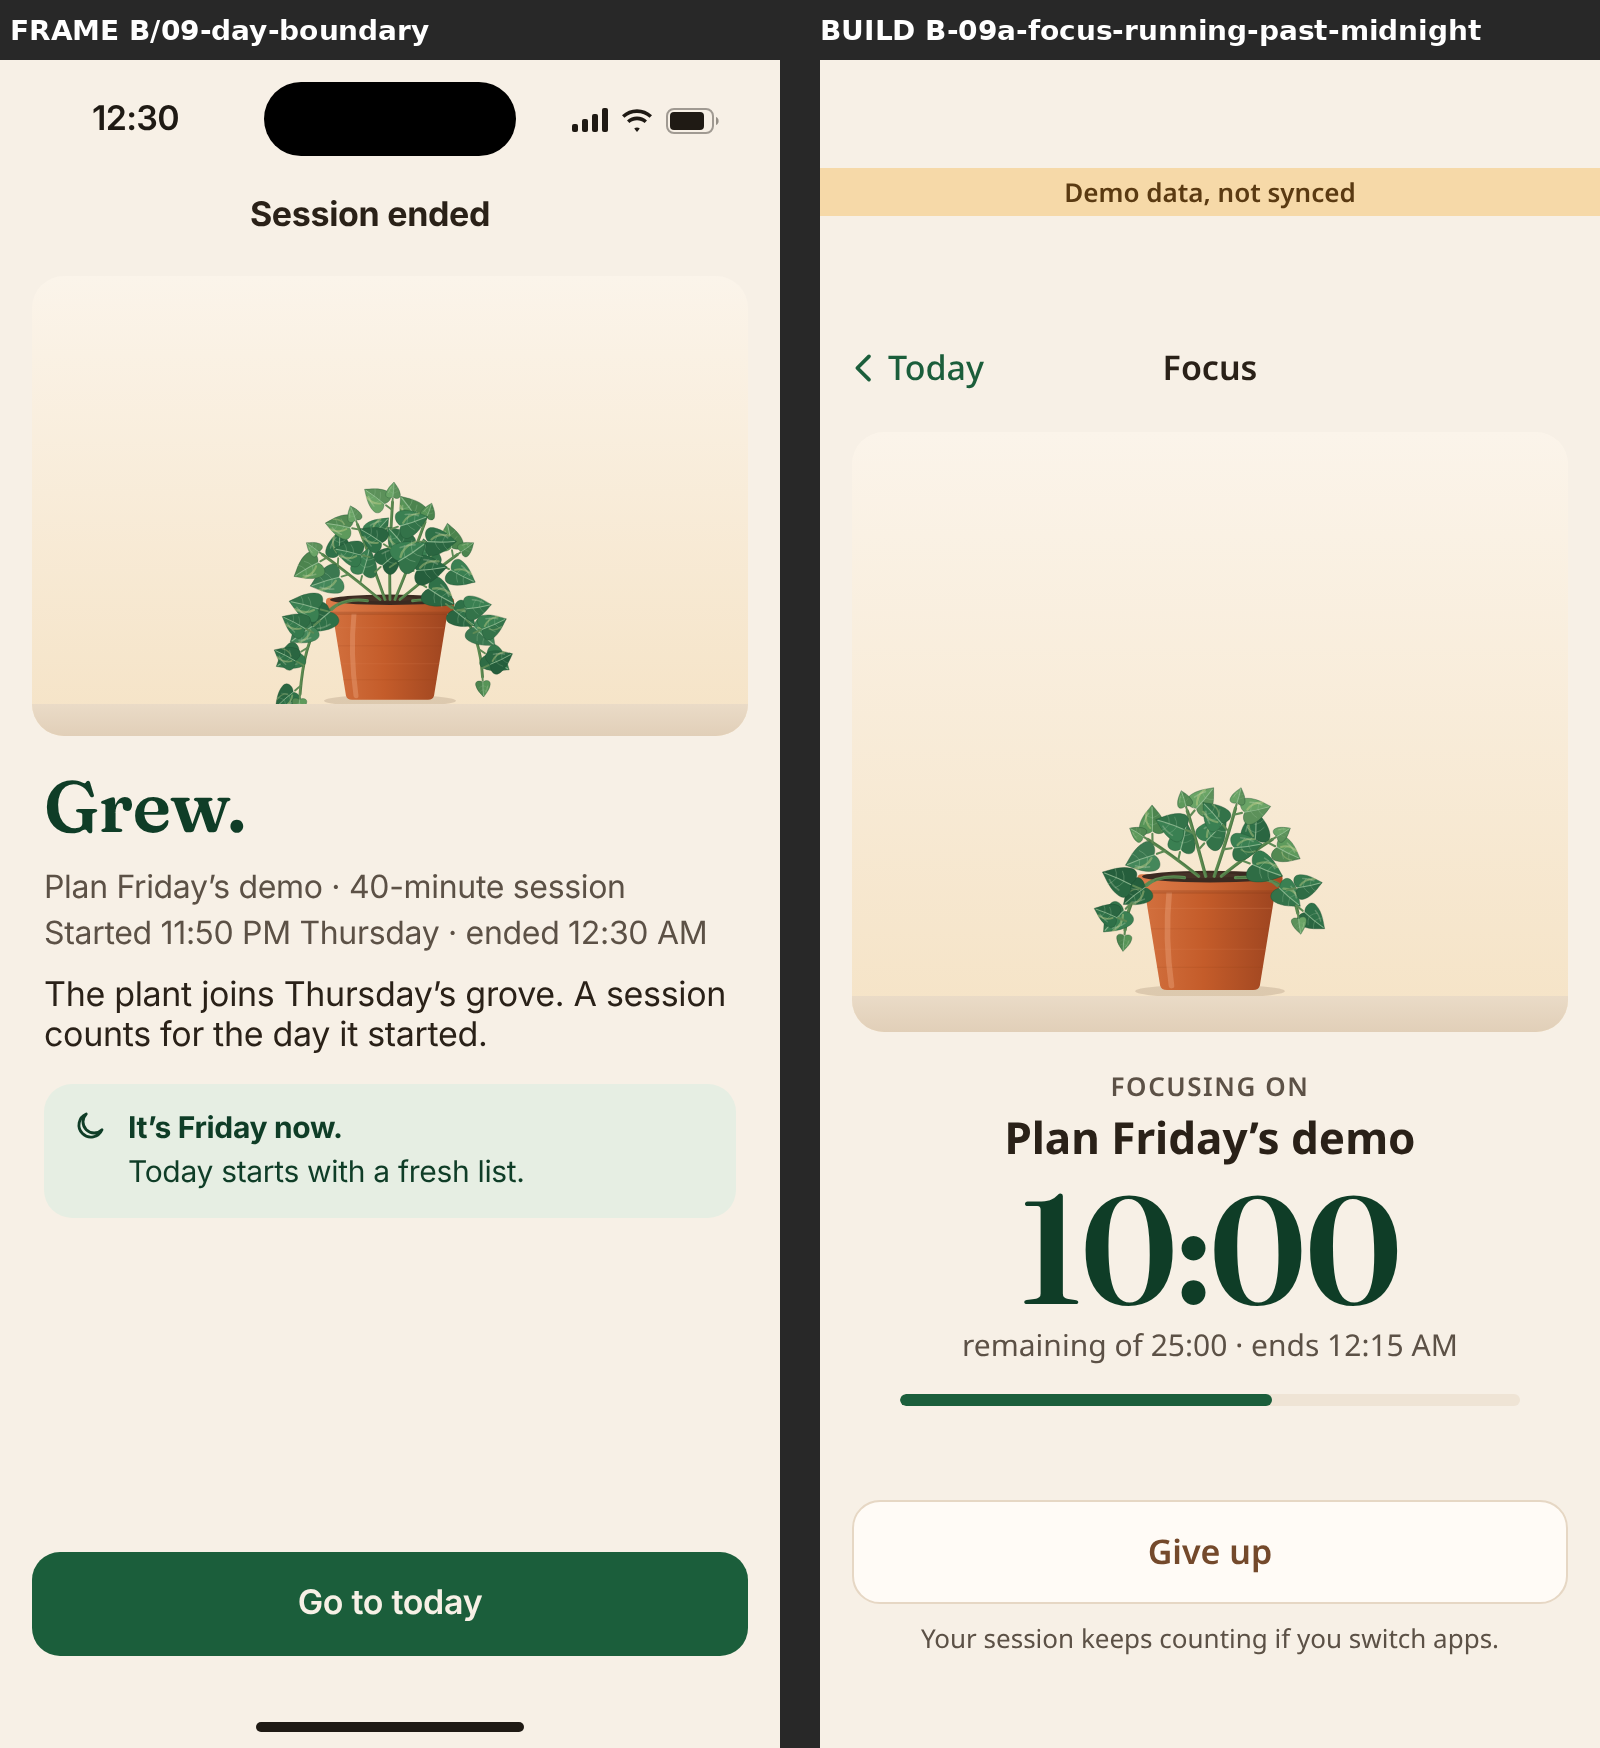 FRAME B/09-day-boundary
12:30
Session ended
Grew.
Plan Friday’s demo · 40-minute session
Started 11:50 PM Thursday · ended 12:30 AM
The plant joins Thursday’s grove. A session
counts for the day it started.
It’s Friday now.
Today starts with a fresh list.
Go to today
BUILD B-09a-focus-running-past-midnight
Demo data, not synced
Today
Focus
FOCUSING ON
Plan Friday’s demo
10:00
remaining of 25:00 · ends 12:15 AM
Give up
Your session keeps counting if you switch apps.